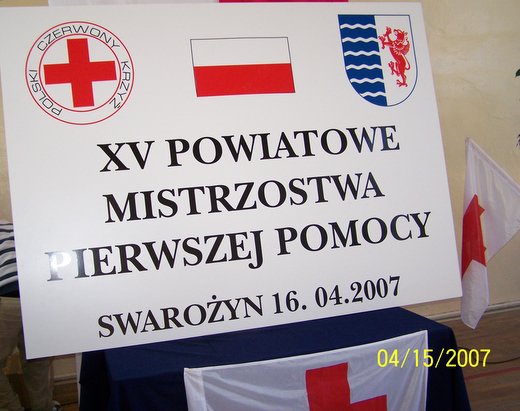 POLSKI CZERWONY KRZYŻ
XV POWIATOWE
MISTRZOSTWA
PIERWSZEJ POMOCY
SWAROŻYN 16. 04.2007
04/15/2007